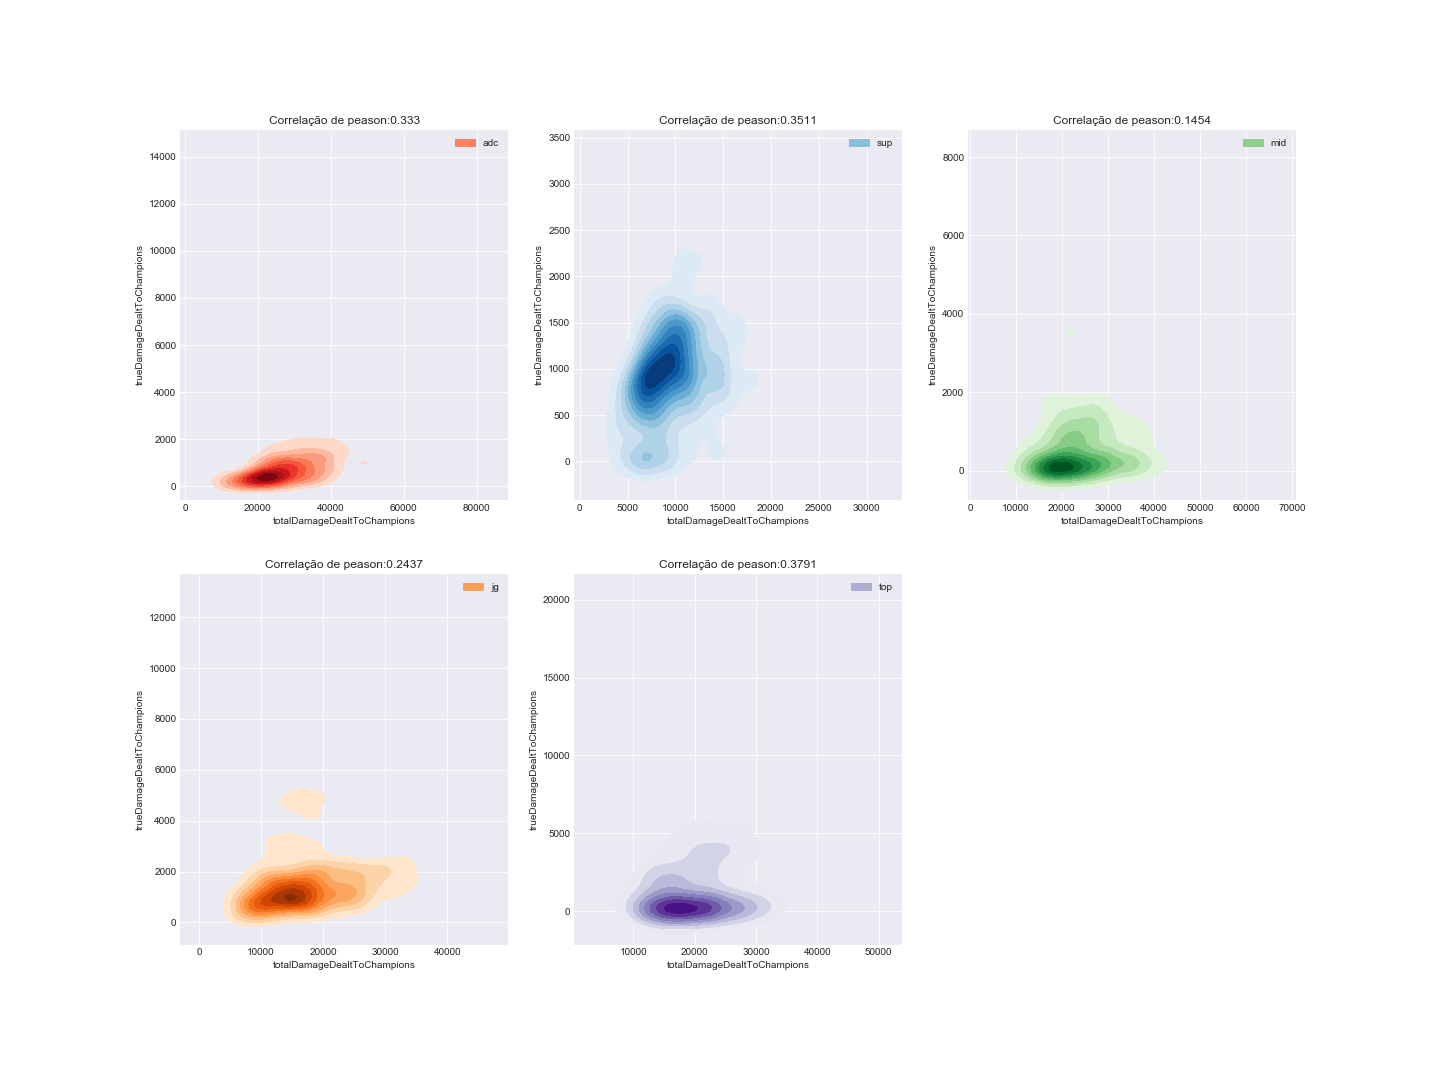 Correlação de peason:0.333
adc
14000
12000
10000
8000
6000
4000
2000
0
trueDamageDealtToChampions
0 20000 40000 60000 80000
totalDamageDealtToChampions
Correlação de peason:0.3511
sup
3500
3000
2500
2000
1500
1000
500
0
trueDamageDealtToChampions
0 5000 10000 15000 20000 25000 30000
totalDamageDealtToChampions
Correlação de peason:0.1454
mid
8000
6000
4000
2000
0
trueDamageDealtToChampions
0 10000 20000 30000 40000 50000 60000 70000
totalDamageDealtToChampions
Correlação de peason:0.2437
jg
12000
10000
8000
6000
4000
2000
0
trueDamageDealtToChampions
0 10000 20000 30000 40000
totalDamageDealtToChampions
Correlação de peason:0.3791
top
20000
15000
10000
5000
0
trueDamageDealtToChampions
10000 20000 30000 40000 50000
totalDamageDealtToChampions